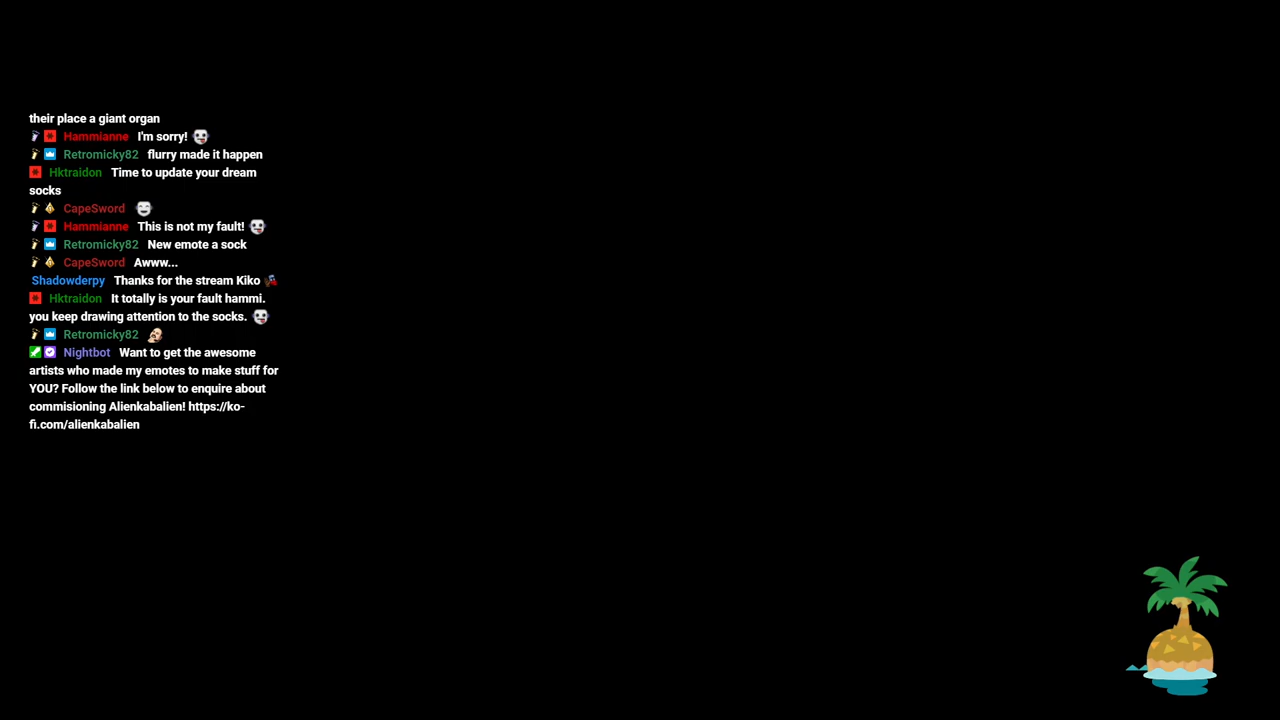 their place a giant organ
Hammianne I'm sorry!
Retromicky82 flurry made it happen
Hktraidon Time to update your dream
socks
CapeSword
Hammianne This is not my fault!
Retromicky82 New emote a sock
CapeSword Awww...
Shadowderpy Thanks for the stream Kiko
Hktraidon It totally is your fault hammi.
you keep drawing attention to the socks.
Retromicky82
Nightbot Want to get the awesome
artists who made my emotes to make stuff for
YOU? Follow the link below to enquire about
commisioning Alienkabalien! https://ko-
fi.com/alienkabalien